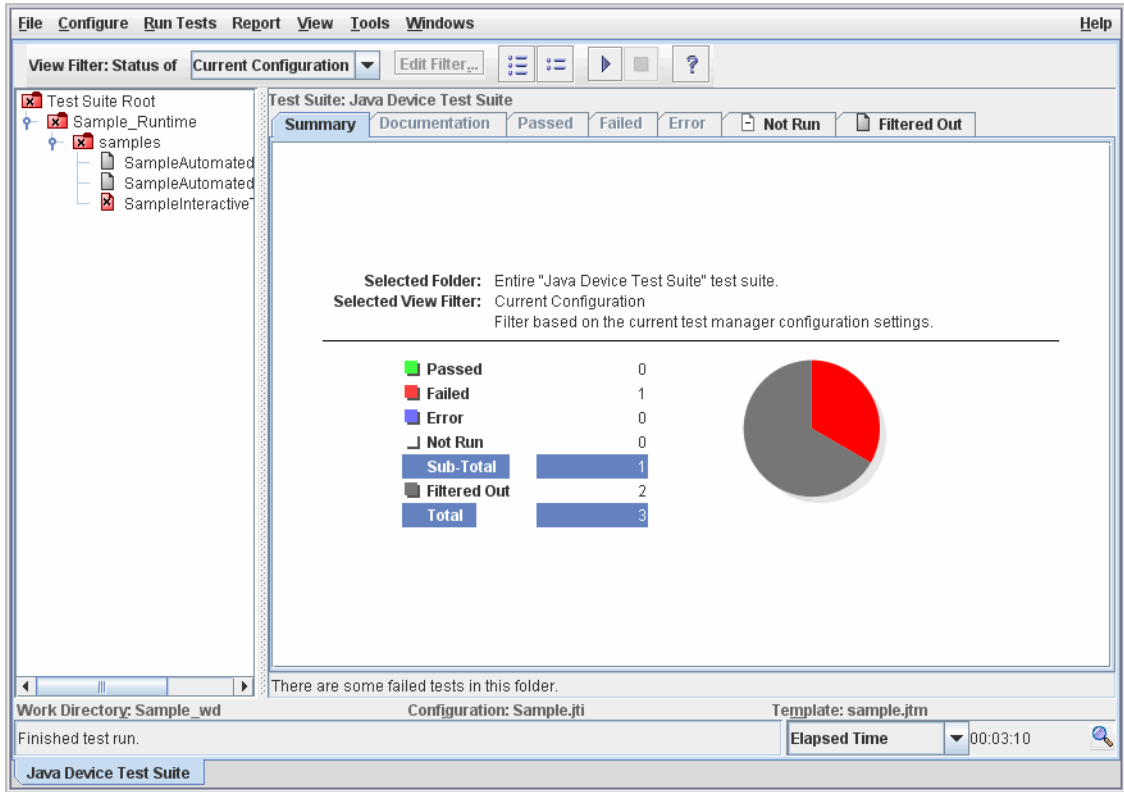 File Configure Run Tests Report View Tools Windows Help
View Filter: Status of Current Configuration Edit Filter... ?
Test Suite Root
Sample_Runtime
samples
SampleAutomated
SampleAutomated
SampleInteractive
Test Suite: Java Device Test Suite
Summary Documentation Passed Failed Error Not Run Filtered Out
Selected Folder: Entire "Java Device Test Suite" test suite.
Selected View Filter: Current Configuration
Filter based on the current test manager configuration settings.
Passed 0
Failed 1
Error 0
Not Run 0
Sub-Total 1
Filtered Out 2
Total 3
There are some failed tests in this folder.
Work Directory: Sample_wd Configuration: Sample.jti Template: sample.jtm
Finished test run. Elapsed Time 00:03:10
Java Device Test Suite